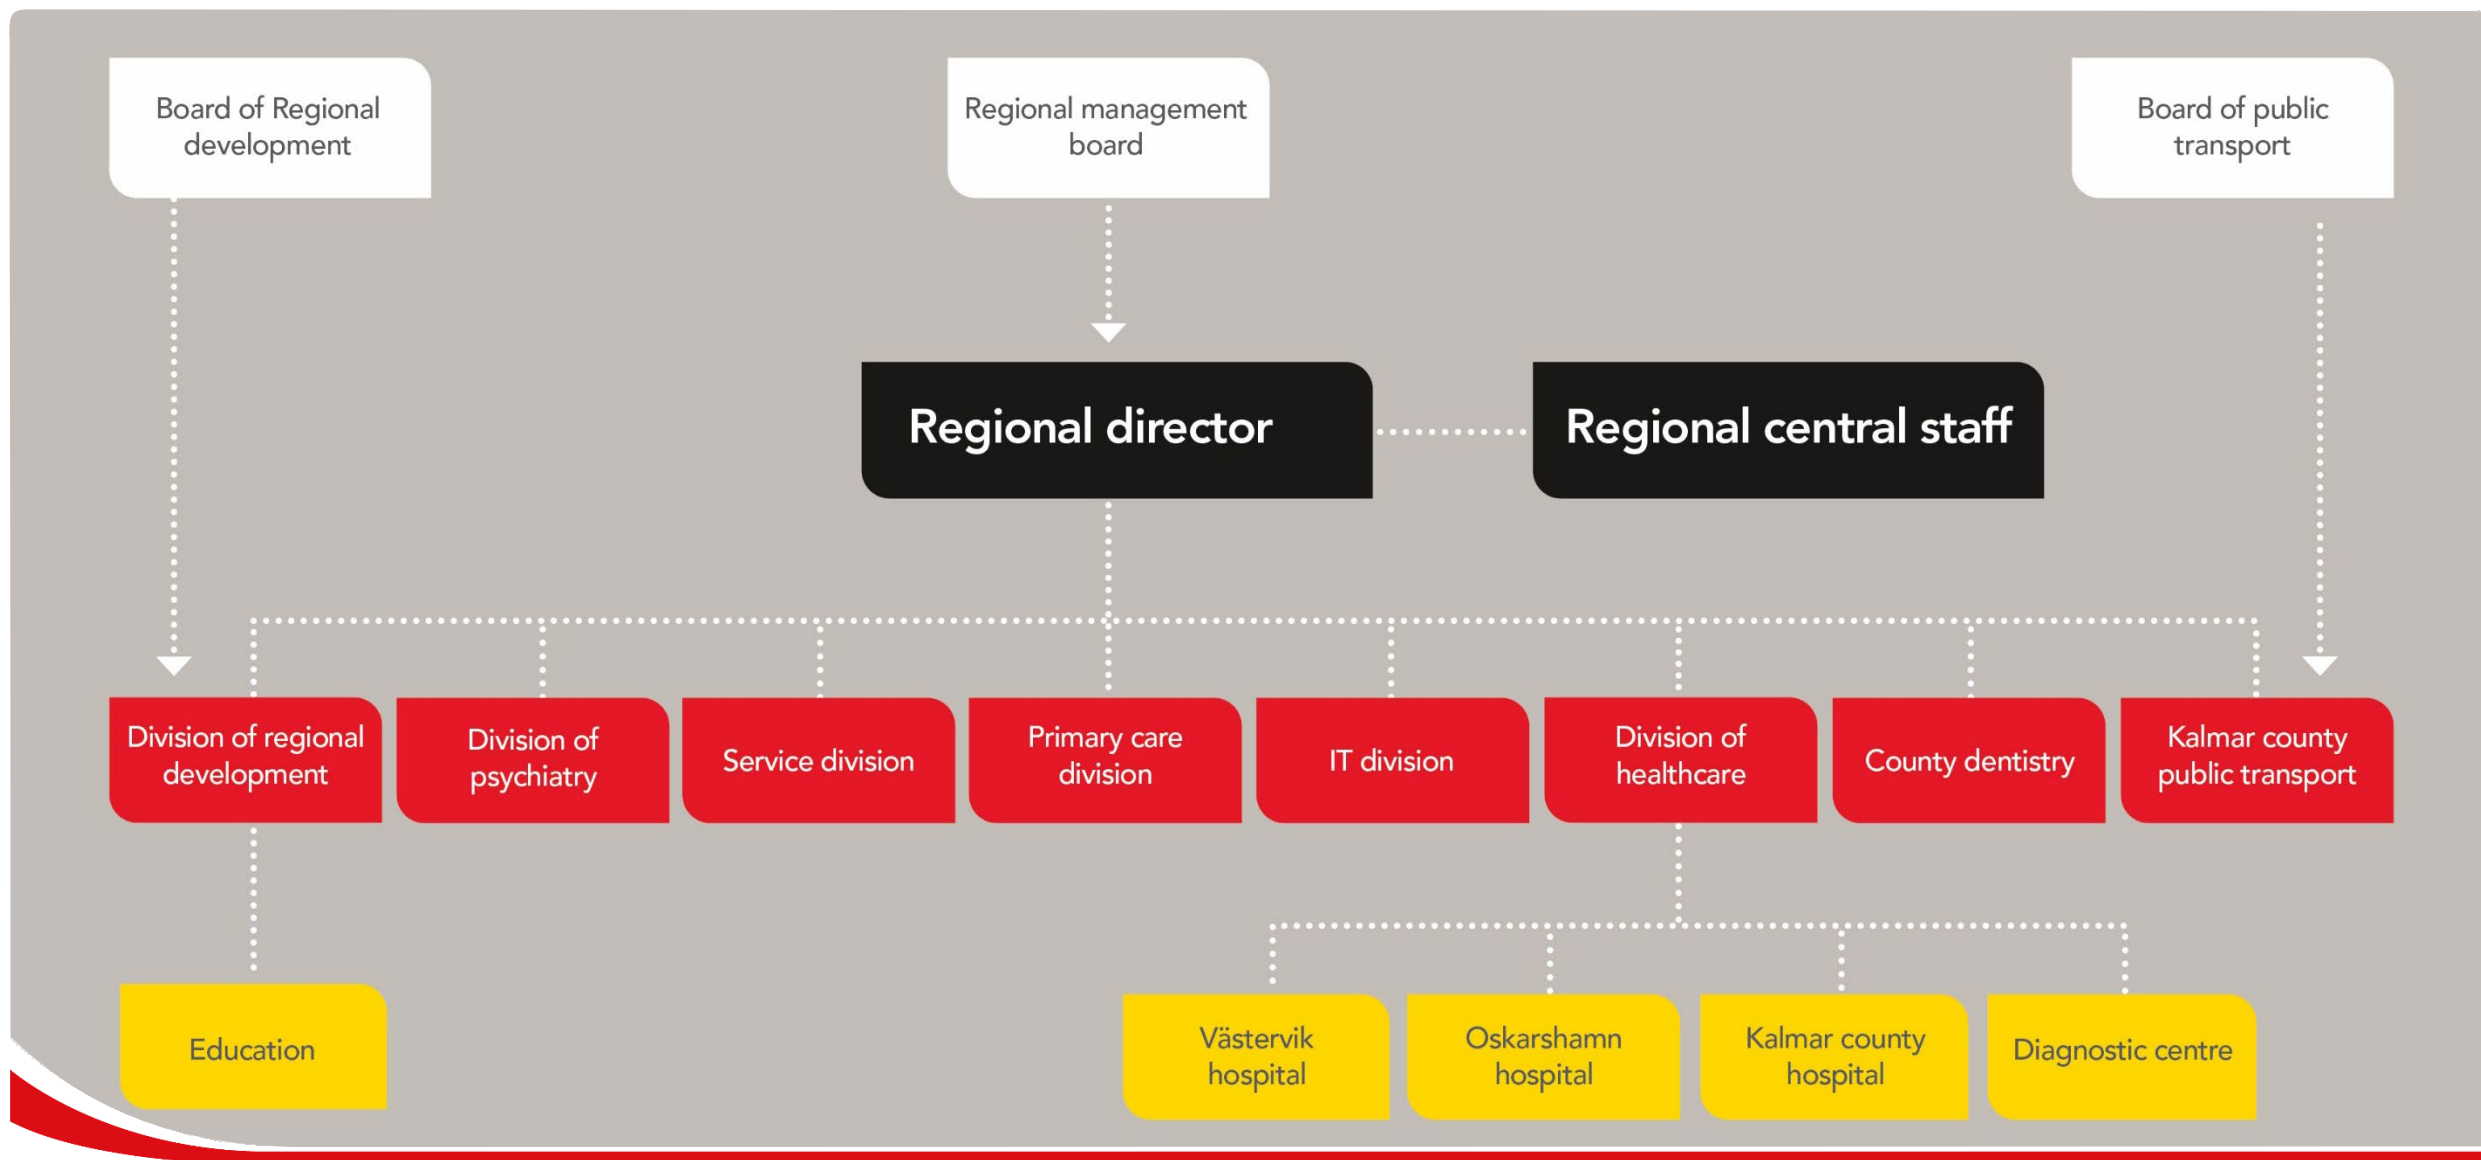 Board of Regional
development
Regional management
board
Board of public
transport
Regional director
Regional central staff
Division of regional
development
Division of
psychiatry
Service division
Primary care
division
IT division
Division of
healthcare
County dentistry
Kalmar county
public transport
Education
Västervik
hospital
Oskarshamn
hospital
Kalmar county
hospital
Diagnostic centre